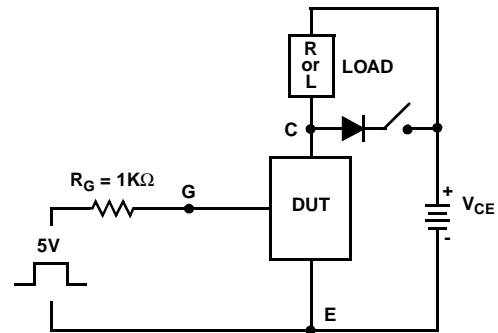 R
or
L
LOAD
C
R_G = 1KΩ
G
DUT
+
V_CE
-
5V
E